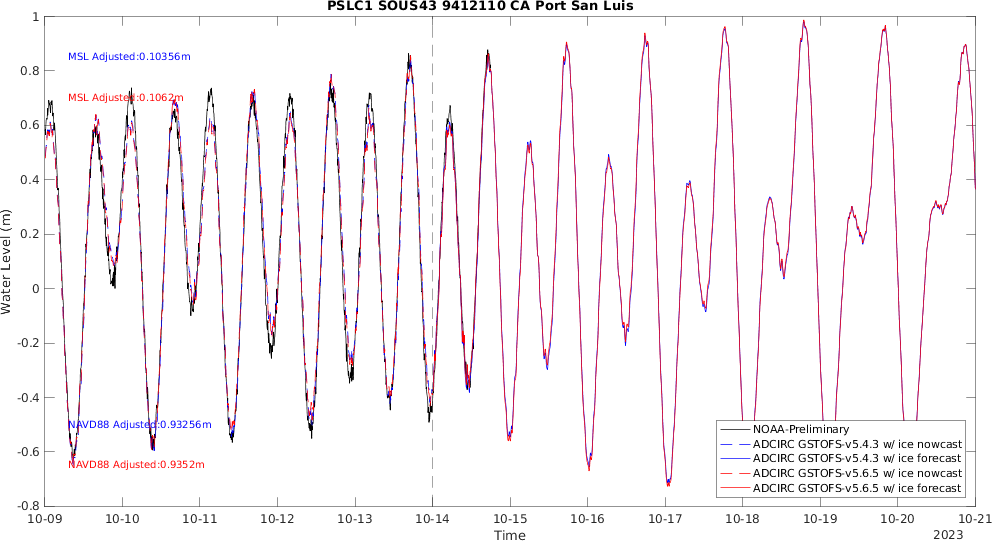 PSLC1 SOUS43 9412110 CA Port San Luis
1
0.8
0.6
0.4
0.2
0
-0.2
-0.4
-0.6
-0.8
Water Level (m)
MSL Adjusted:0.10356m
MSL Adjusted:0.1062m
NAVD88 Adjusted:0.93256m
NAVD88 Adjusted:0.9352m
NOAA-Preliminary
ADCIRC GSTOFS-v5.4.3 w/ ice nowcast
ADCIRC GSTOFS-v5.4.3 w/ ice forecast
ADCIRC GSTOFS-v5.6.5 w/ ice nowcast
ADCIRC GSTOFS-v5.6.5 w/ ice forecast
10-09 10-10 10-11 10-12 10-13 10-14 10-15 10-16 10-17 10-18 10-19 10-20 10-21
Time
2023